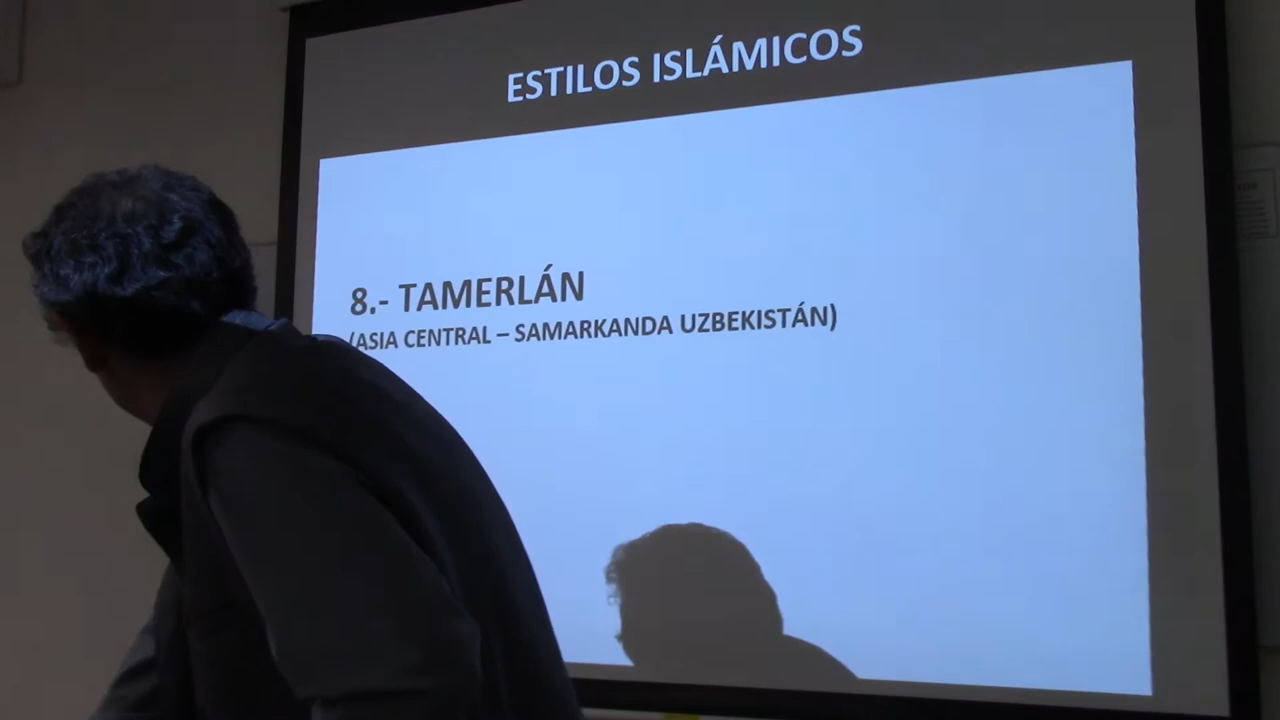 ESTILOS ISLÁMICOS
8.- TAMERLÁN
(ASIA CENTRAL – SAMARKANDA UZBEKISTÁN)